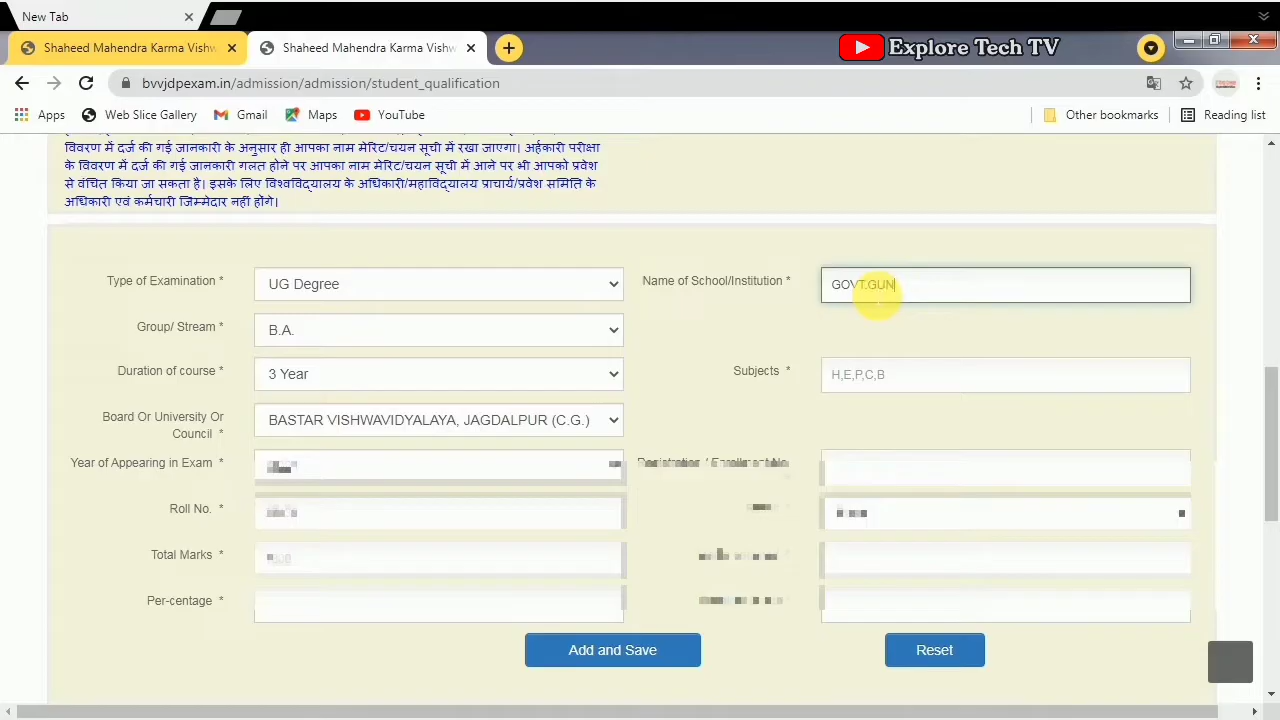 New Tab
Shaheed Mahendra Karma Vishw
Shaheed Mahendra Karma Vishw
Explore Tech TV
bvvjdpexam.in/admission/admission/student_qualification
Apps
Web Slice Gallery
Gmail
Maps
YouTube
Other bookmarks
Reading list
विवरण में दर्ज की गई जानकारी के अनुसार ही आपका नाम मेरिट/चयन सूची में रखा जाएगा। अर्हकारी परीक्षा
के विवरण में दर्ज की गई जानकारी गलत होने पर आपका नाम मेरिट/चयन सूची में आने पर भी आपको प्रवेश
से वंचित किया जा सकता है। इसके लिए विश्वविद्यालय के अधिकारी/महाविद्यालय प्राचार्य/प्रवेश समिति के
अधिकारी एवं कर्मचारी जिम्मेदार नहीं होंगे।
Type of Examination *
UG Degree
Name of School/Institution *
GOVT.GUN
Group/ Stream *
B.A.
Duration of course *
3 Year
Subjects *
H,E,P,C,B
Board Or University Or
Council *
BASTAR VISHWAVIDYALAYA, JAGDALPUR (C.G.)
Year of Appearing in Exam *
Registration / Enrollment No
Roll No. *
Total Marks *
Per-centage *
Add and Save
Reset